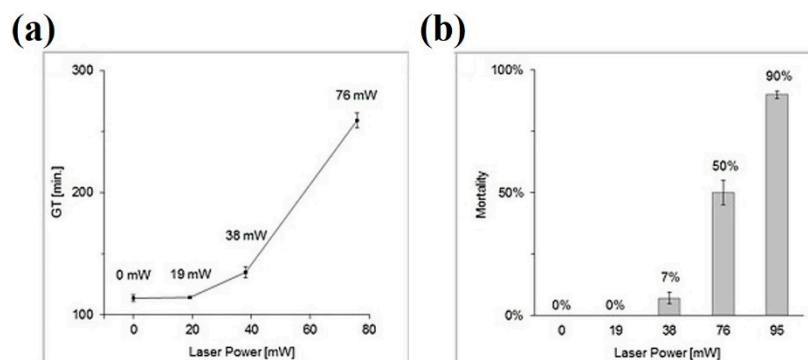 (a)
300
200
100
GT [min.]
0 mW
19 mW
38 mW
76 mW
0
20
40
60
80
Laser Power [mW]
(b)
100%
50%
0%
Mortality
0%
0%
7%
50%
90%
0
19
38
76
95
Laser Power [mW]